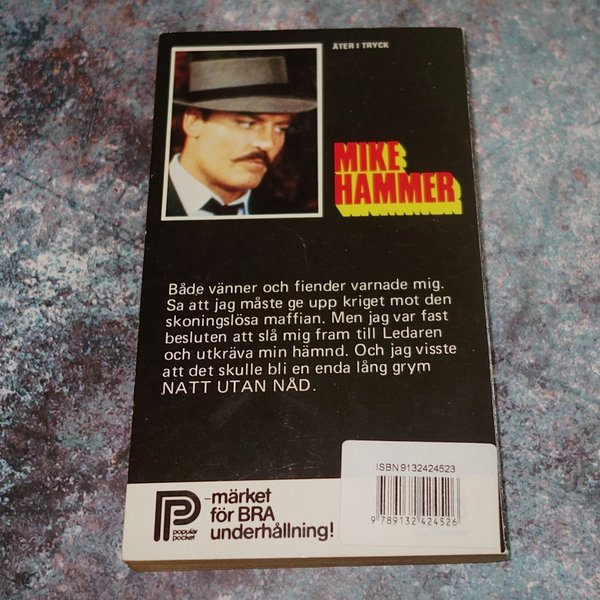 ÅTER I TRYCK
MIKE
HAMMER
Både vänner och fiender varnade mig.
Sa att jag måste ge upp kriget mot den
skoningslösa maffian. Men jag var fast
besluten att slå mig fram till Ledaren
och utkräva min hämnd. Och jag visste
att det skulle bli en enda lång grym
NATT UTAN NÅD.
ISBN 9132424523
9 789132 424526
P
populär
pocket
-märket
för BRA
underhållning!